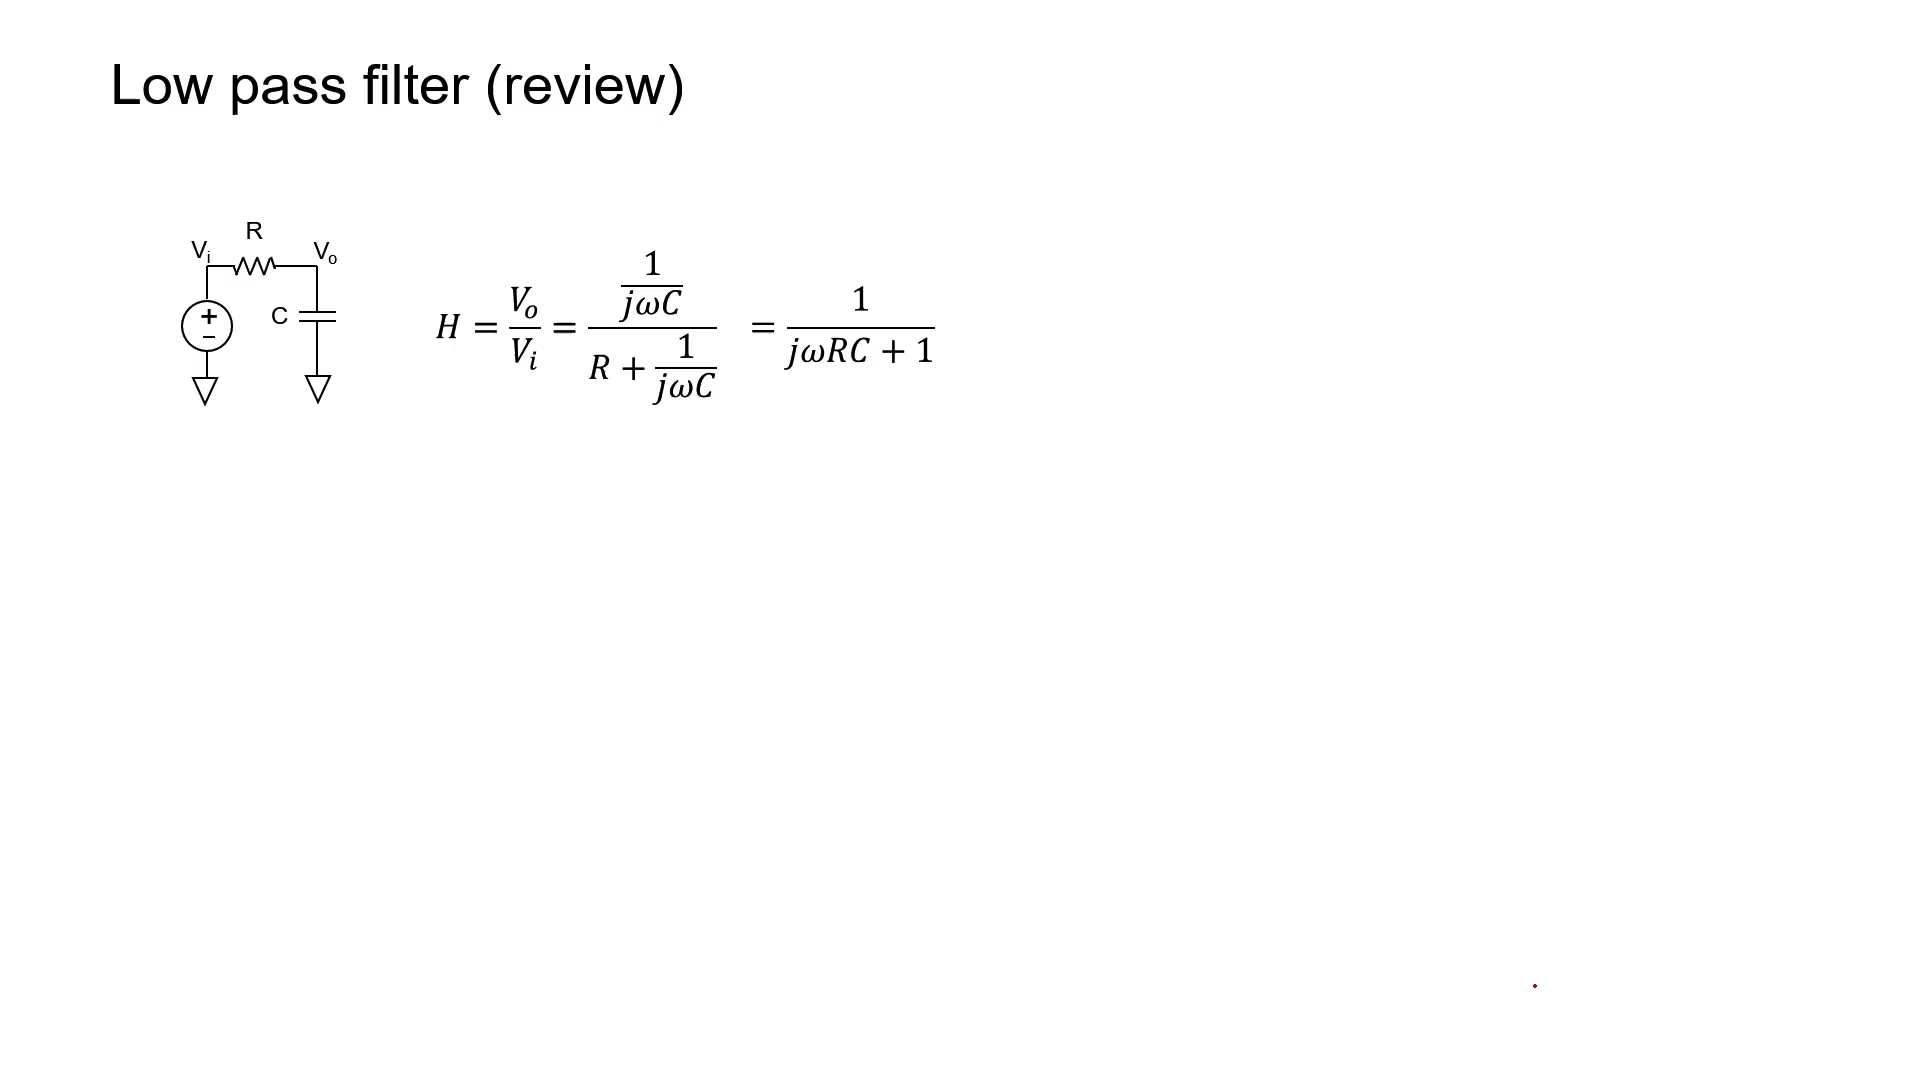 Low pass filter (review)
R
Vᵢ
Vₒ
+
−
C
H = Vₒ/Vᵢ = (1/(jωC))/(R + 1/(jωC)) = 1/(jωRC + 1)